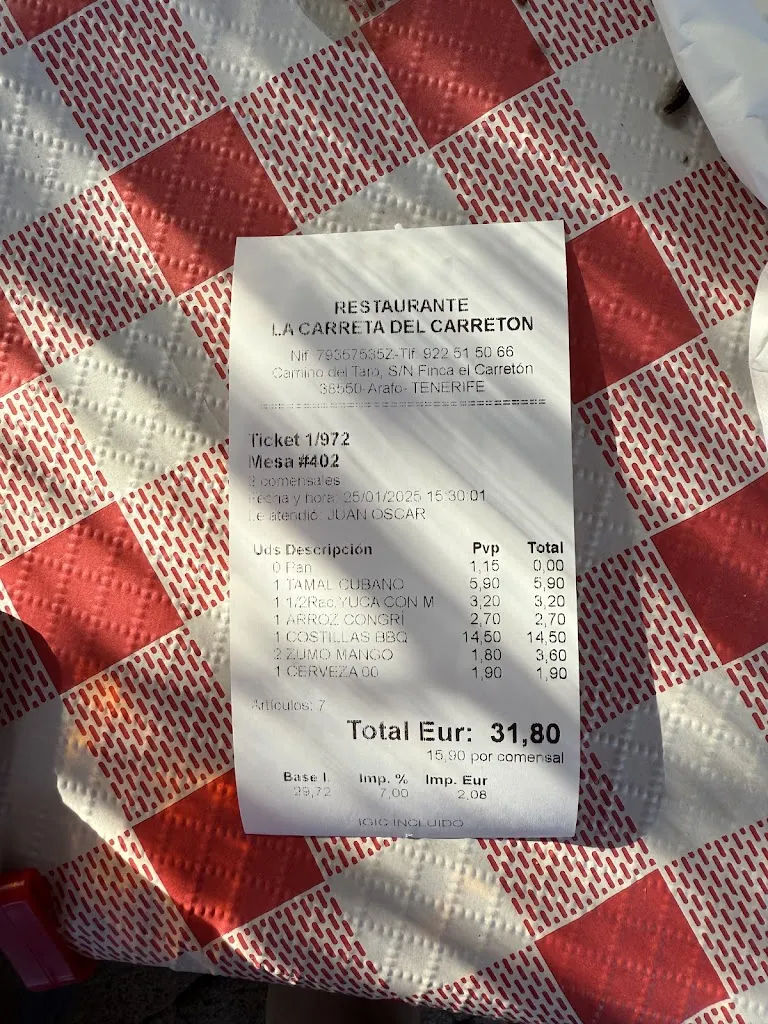 RESTAURANTE
LA CARRETA DEL CARRETON
Nif: 79357535Z-Tlf: 922 51 50 66
Camino del Taro, S/N Finca el Carretón
38550-Arafo- TENERIFE
Ticket 1/972
Mesa #402
2 comensales
Fecha y hora: 25/01/2025 15:30:01
Le atendió: JUAN OSCAR
Uds Descripción Pvp Total
0 Pan 1,15 0,00
1 TAMAL CUBANO 5,90 5,90
1 1/2Rac.YUCA CON M 3,20 3,20
1 ARROZ CONGRÍ 2,70 2,70
1 COSTILLAS BBQ 14,50 14,50
2 ZUMO MANGO 1,80 3,60
1 CERVEZA 00 1,90 1,90
Artículos: 7
Total Eur: 31,80
15,90 por comensal
Base I. Imp. % Imp. Eur
29,72 7,00 2,08
IGIC INCLUIDO